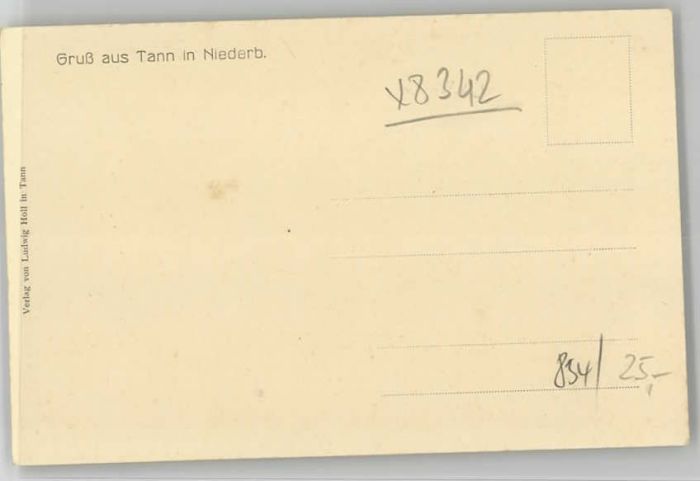 Gruß aus Tann in Niederb.
X8342
Verlag von Ludwig Holl in Tann
834/ 25,-